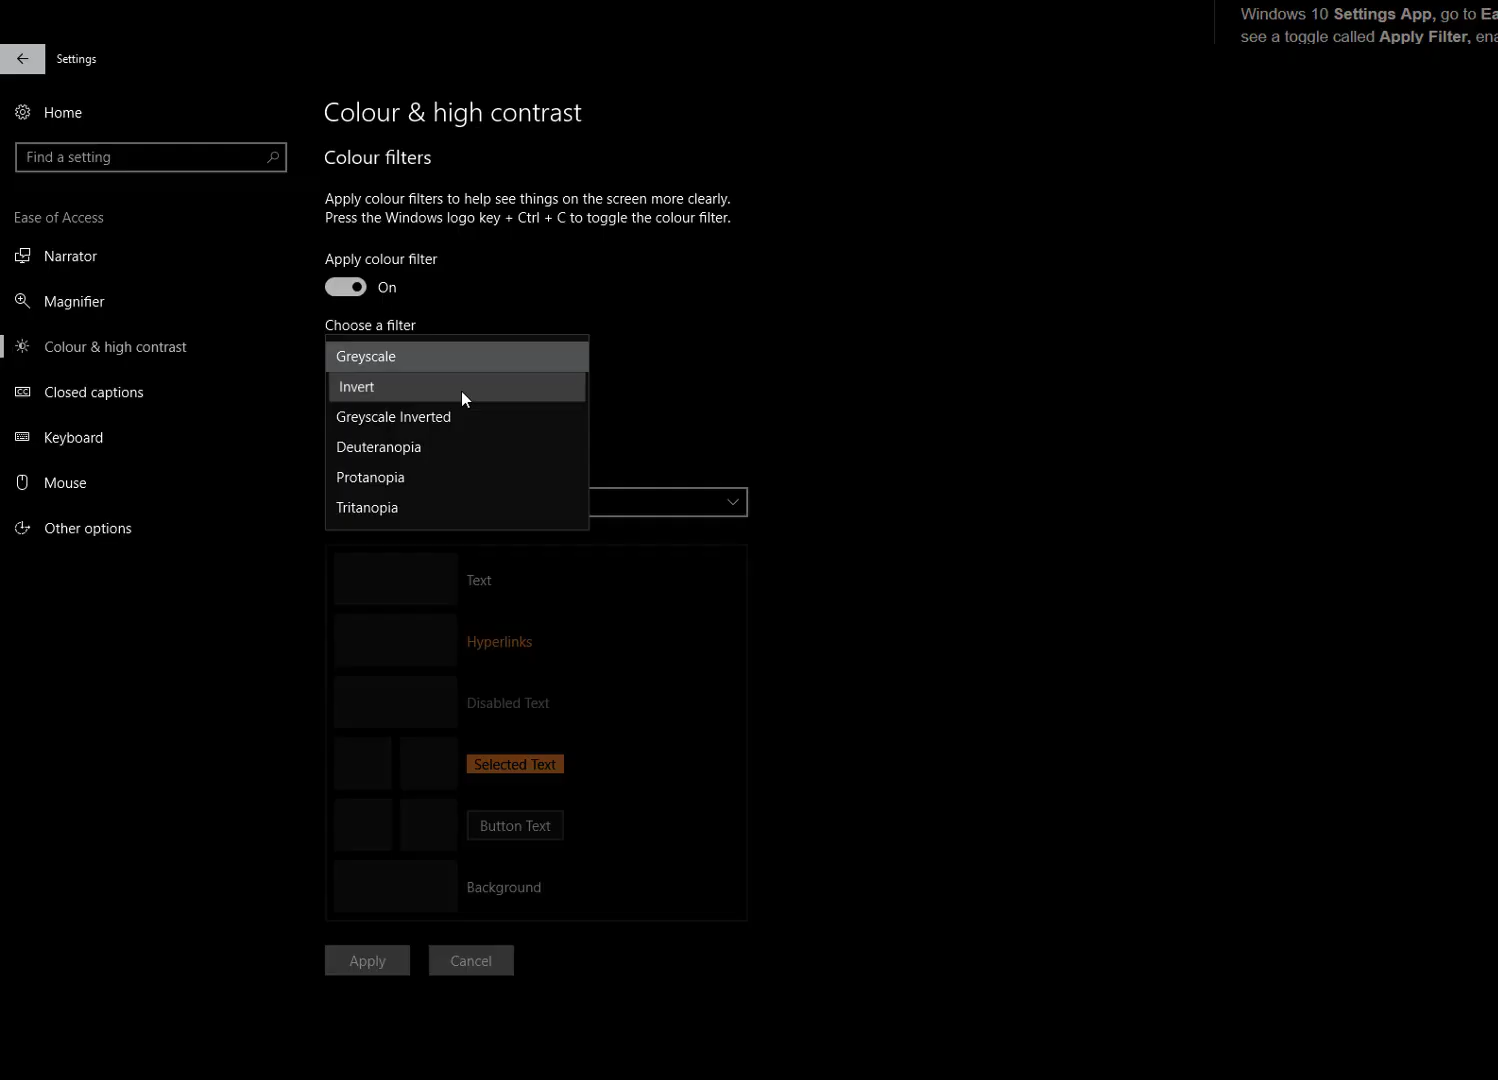 Windows 10 Settings App, go to Ea
see a toggle called Apply Filter, ena
Settings
Home
Find a setting
Ease of Access
Narrator
Magnifier
Colour & high contrast
Closed captions
Keyboard
Mouse
Other options
Colour & high contrast
Colour filters
Apply colour filters to help see things on the screen more clearly.
Press the Windows logo key + Ctrl + C to toggle the colour filter.
Apply colour filter
On
Choose a filter
Greyscale
Invert
Greyscale Inverted
Deuteranopia
Protanopia
Tritanopia
Text
Hyperlinks
Disabled Text
Selected Text
Button Text
Background
Apply
Cancel